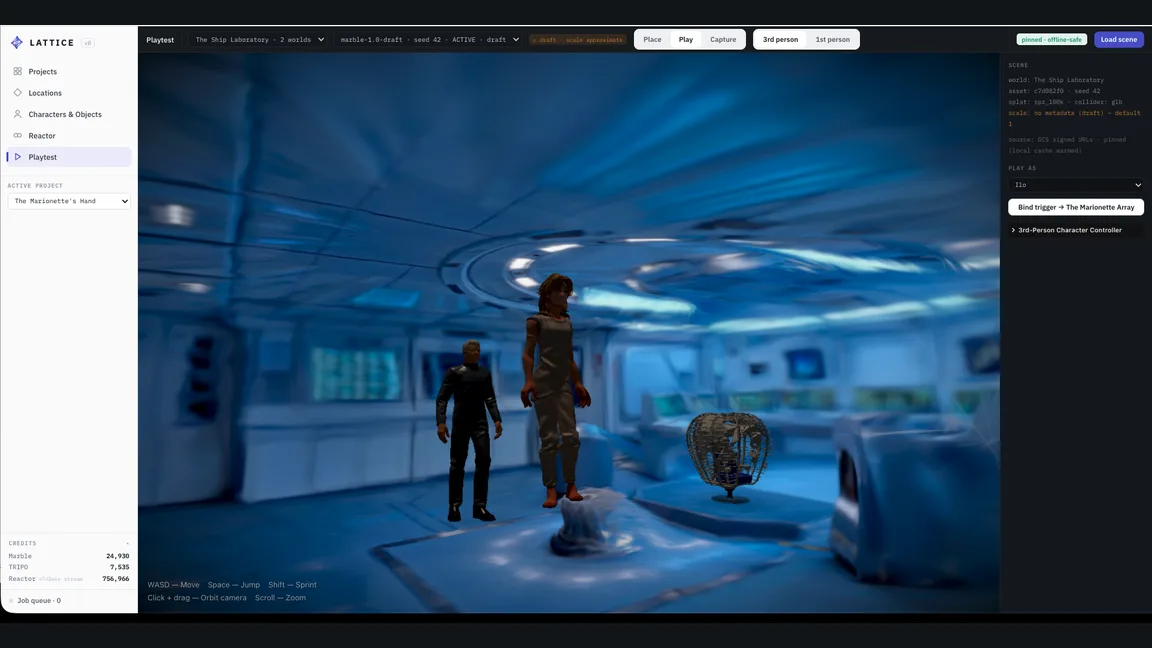 LATTICE v0
Projects
Locations
Characters & Objects
Reactor
Playtest
ACTIVE PROJECT
The Marionette's Hand
CREDITS -
Marble 24,930
TRIPO 7,535
Reactor 756,966
Job queue · 0
Playtest
The Ship Laboratory · 2 worlds
marble-1.0-draft · seed 42 · ACTIVE · draft
draft · scale approximate
Place Play Capture
3rd person 1st person
pinned · offline-safe
Load scene
WASD — Move Space — Jump Shift — Sprint
Click + drag — Orbit camera Scroll — Zoom
SCENE
world: The Ship Laboratory
asset: c7d082f0 · seed 42
splat: spz_100k · collider: glb
scale: no metadata (draft) — default
1
source: GCS signed URLs · pinned
(local cache warmed)
PLAY AS
Ilo
Bind trigger → The Marionette Array
3rd-Person Character Controller